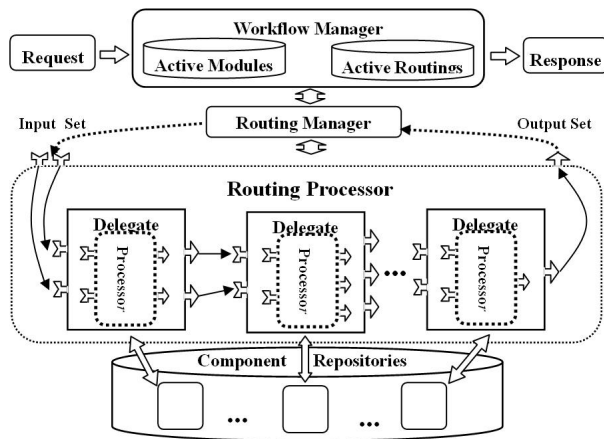 Workflow Manager
Request
Active Modules
Active Routings
Response
Input Set
Routing Manager
Output Set
Routing Processor
Delegate
Delegate
Delegate
Processor
Processor
Processor
...
Component Repositories
... ...